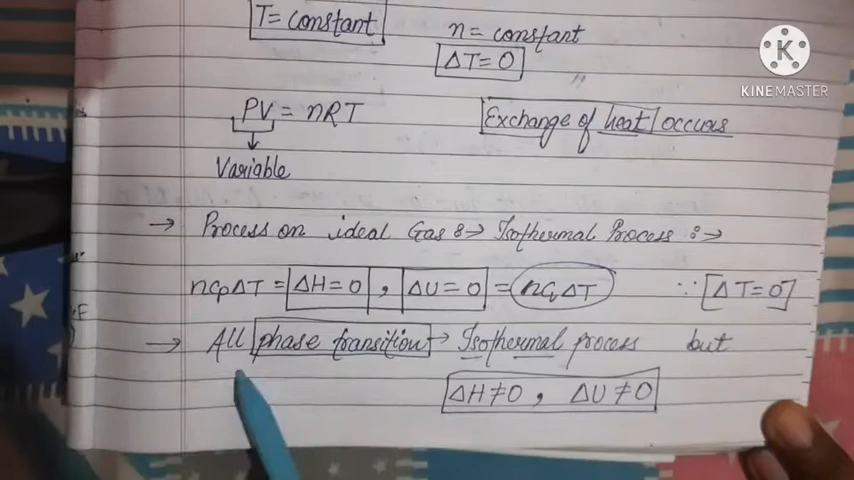 T = constant
n = constant
ΔT = 0
K
KINEMASTER
PV = nRT
Exchange of heat occurs
Variable
→ Process on ideal Gas :→ Isothermal Process :→
nCpΔT = ΔH = 0 , ΔU = 0 = nCvΔT ∵ [ΔT = 0]
→ All phase transition → Isothermal process but
ΔH ≠ 0 , ΔU ≠ 0